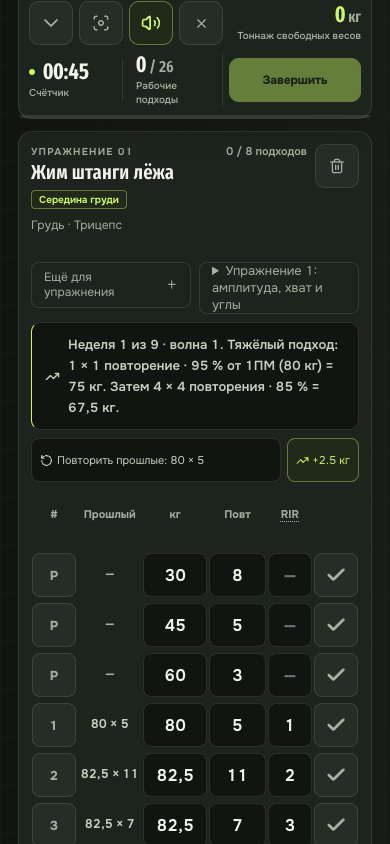 0 кг
Тоннаж свободных весов
00:45
Счётчик
0 / 26
Рабочие
подходы
Завершить
УПРАЖНЕНИЕ 01
0 / 8 подходов
Жим штанги лёжа
Середина груди
Грудь · Трицепс
Ещё для
упражнения
+
▶ Упражнение 1:
амплитуда, хват и
углы
Неделя 1 из 9 · волна 1. Тяжёлый подход:
1 × 1 повторение · 95 % от 1ПМ (80 кг) =
75 кг. Затем 4 × 4 повторения · 85 % =
67,5 кг.
Повторить прошлые: 80 × 5
+2.5 кг
# Прошлый кг Повт RIR
Р – 30 8 —
Р – 45 5 —
Р – 60 3 —
1 80 × 5 80 5 1
2 82,5 × 11 82,5 11 2
3 82,5 × 7 82,5 7 3